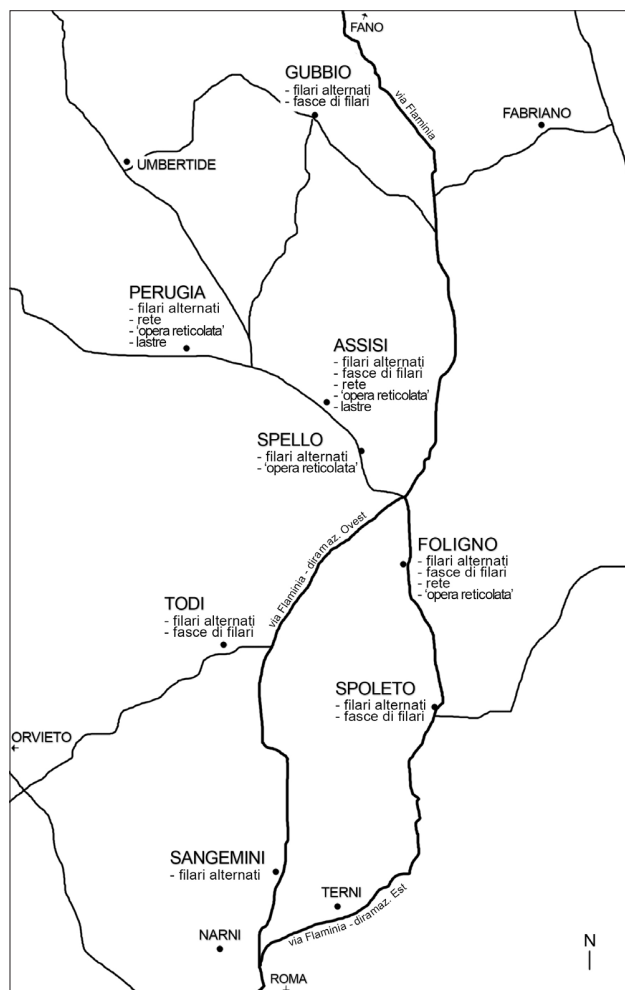 FANO
GUBBIO
- filari alternati
- fasce di filari
via Flaminia
FABRIANO
UMBERTIDE
PERUGIA
- filari alternati
- rete
- 'opera reticolata'
- lastre
ASSISI
- filari alternati
- fasce di filari
- rete
- 'opera reticolata'
- lastre
SPELLO
- filari alternati
- 'opera reticolata'
via Flaminia - diramaz. Ovest
FOLIGNO
- filari alternati
- fasce di filari
- rete
- 'opera reticolata'
TODI
- filari alternati
- fasce di filari
SPOLETO
- filari alternati
- fasce di filari
ORVIETO
SANGEMINI
- filari alternati
TERNI
via Flaminia - diramaz. Est
NARNI
N
ROMA